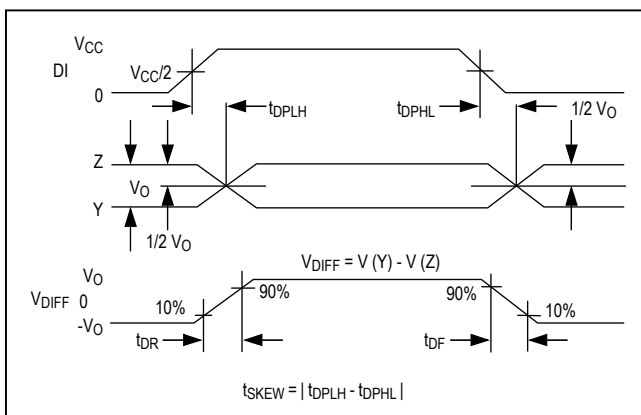 VCC
DI
VCC/2
0
tDPLH
tDPHL
1/2 VO
Z
VO
Y
1/2 VO
VDIFF = V (Y) - V (Z)
VO
VDIFF 0
-VO
10%
90%
90%
10%
tDR
tDF
tSKEW = | tDPLH - tDPHL |